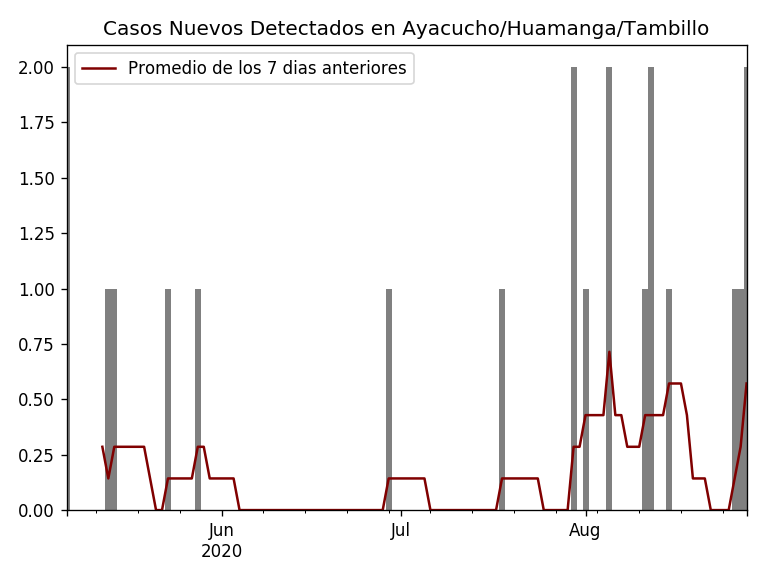 Casos Nuevos Detectados en Ayacucho/Huamanga/Tambillo
Promedio de los 7 dias anteriores
2.00
1.75
1.50
1.25
1.00
0.75
0.50
0.25
0.00
Jun
2020
Jul
Aug